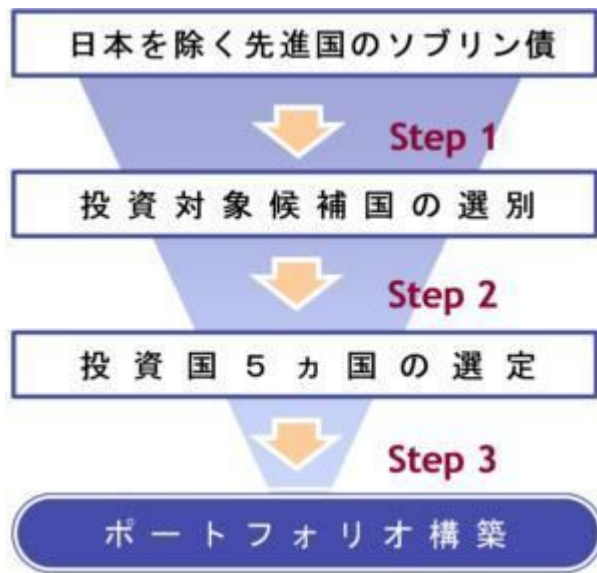 日本を除く先進国のソブリン債
Step 1
投資対象候補国の選別
Step 2
投資国5ヵ国の選定
Step 3
ポートフォリオ構築